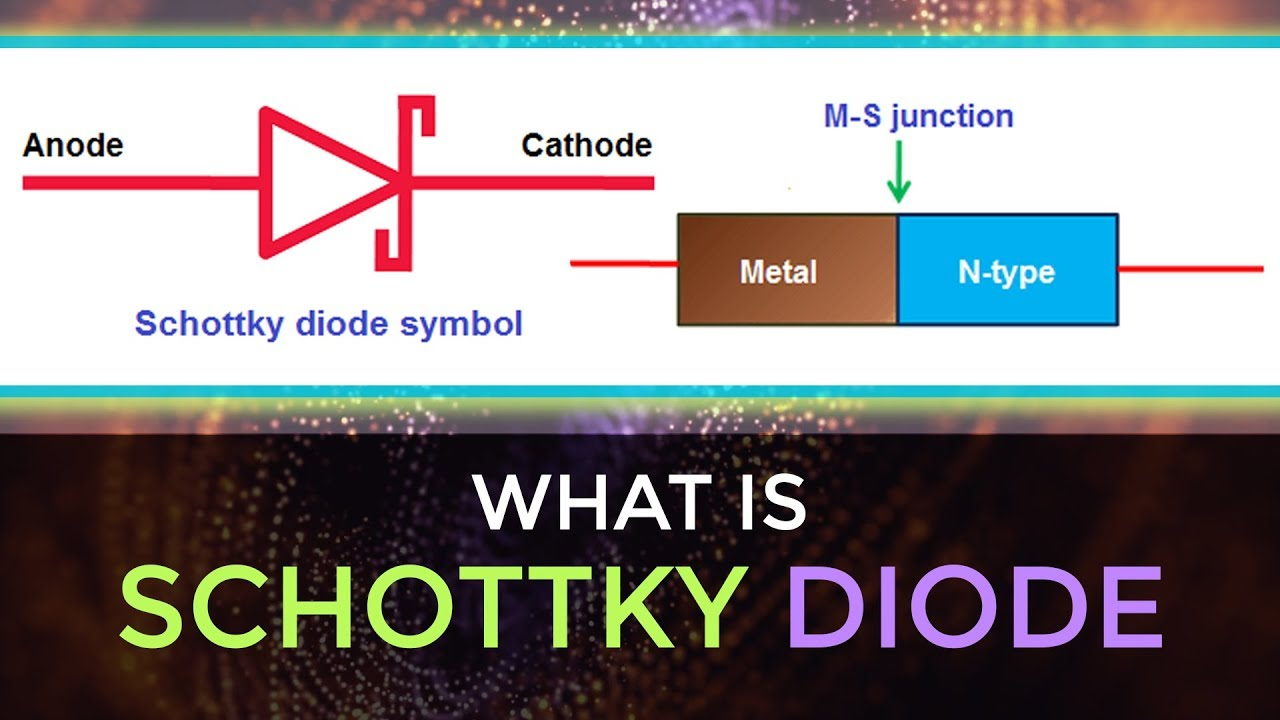 Anode
Cathode
Schottky diode symbol
M-S junction
Metal
N-type
WHAT IS
SCHOTTKY DIODE